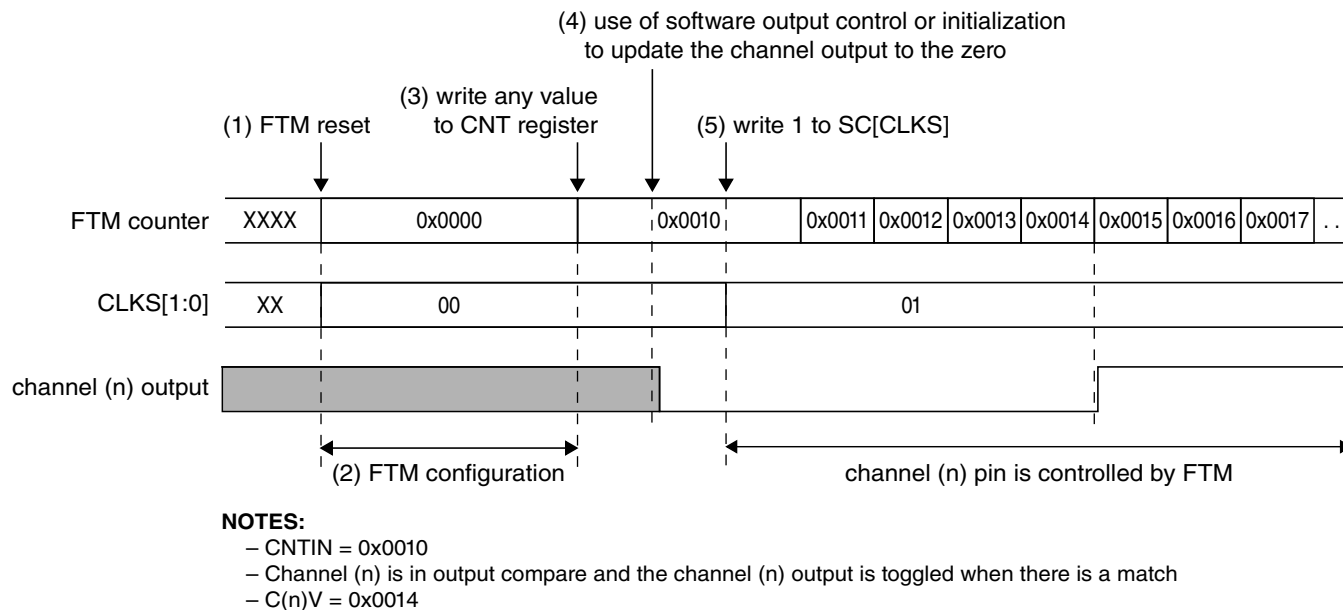 (4) use of software output control or initialization
to update the channel output to the zero
(3) write any value
to CNT register
(1) FTM reset
(5) write 1 to SC[CLKS]
FTM counter
XXXX
0x0000
0x0010
0x0011
0x0012
0x0013
0x0014
0x0015
0x0016
0x0017
. .
CLKS[1:0]
XX
00
01
channel (n) output
(2) FTM configuration
channel (n) pin is controlled by FTM
NOTES:
– CNTIN = 0x0010
– Channel (n) is in output compare and the channel (n) output is toggled when there is a match
– C(n)V = 0x0014